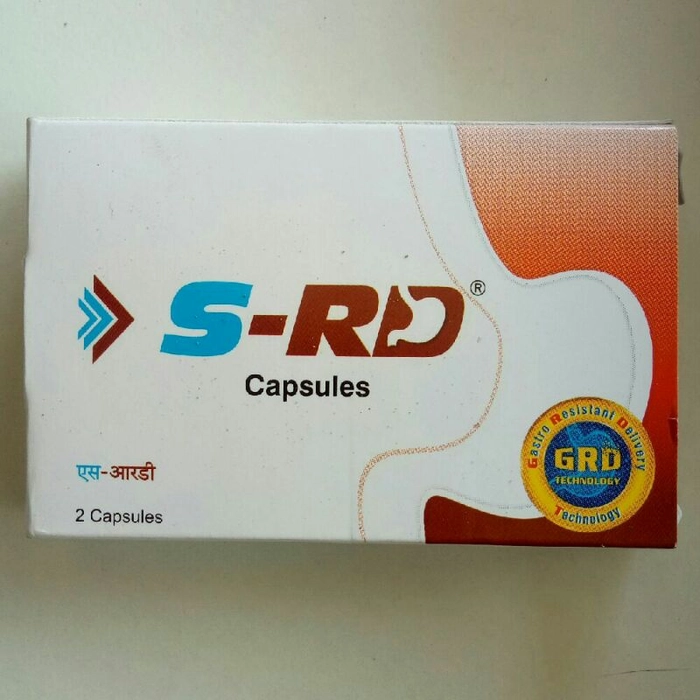 S-RD®
Capsules
एस-आरडी
2 Capsules
Gastro Resistant Delivery
GRD
TECHNOLOGY
Technology